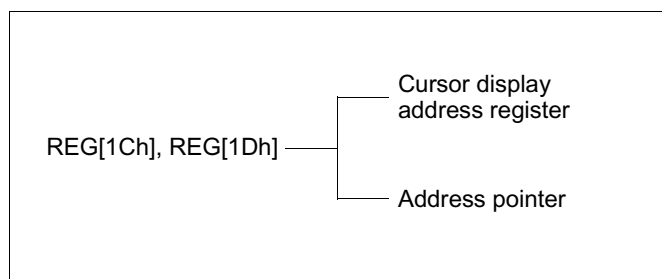 Cursor display
address register
REG[1Ch], REG[1Dh]
Address pointer